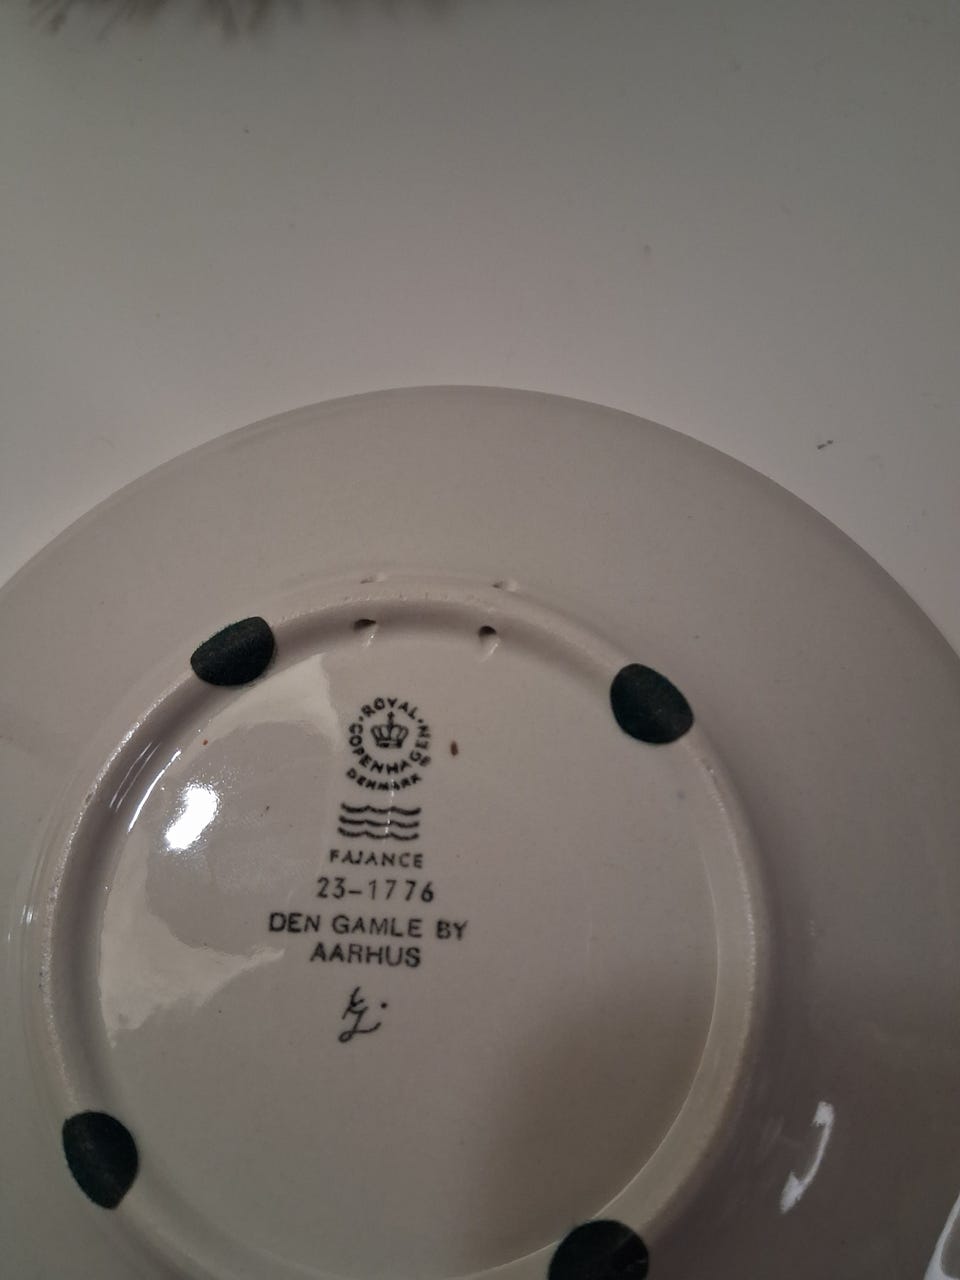 ROYAL
COPENHAGEN
DENMARK
FAJANCE
23-1776
DEN GAMLE BY
AARHUS